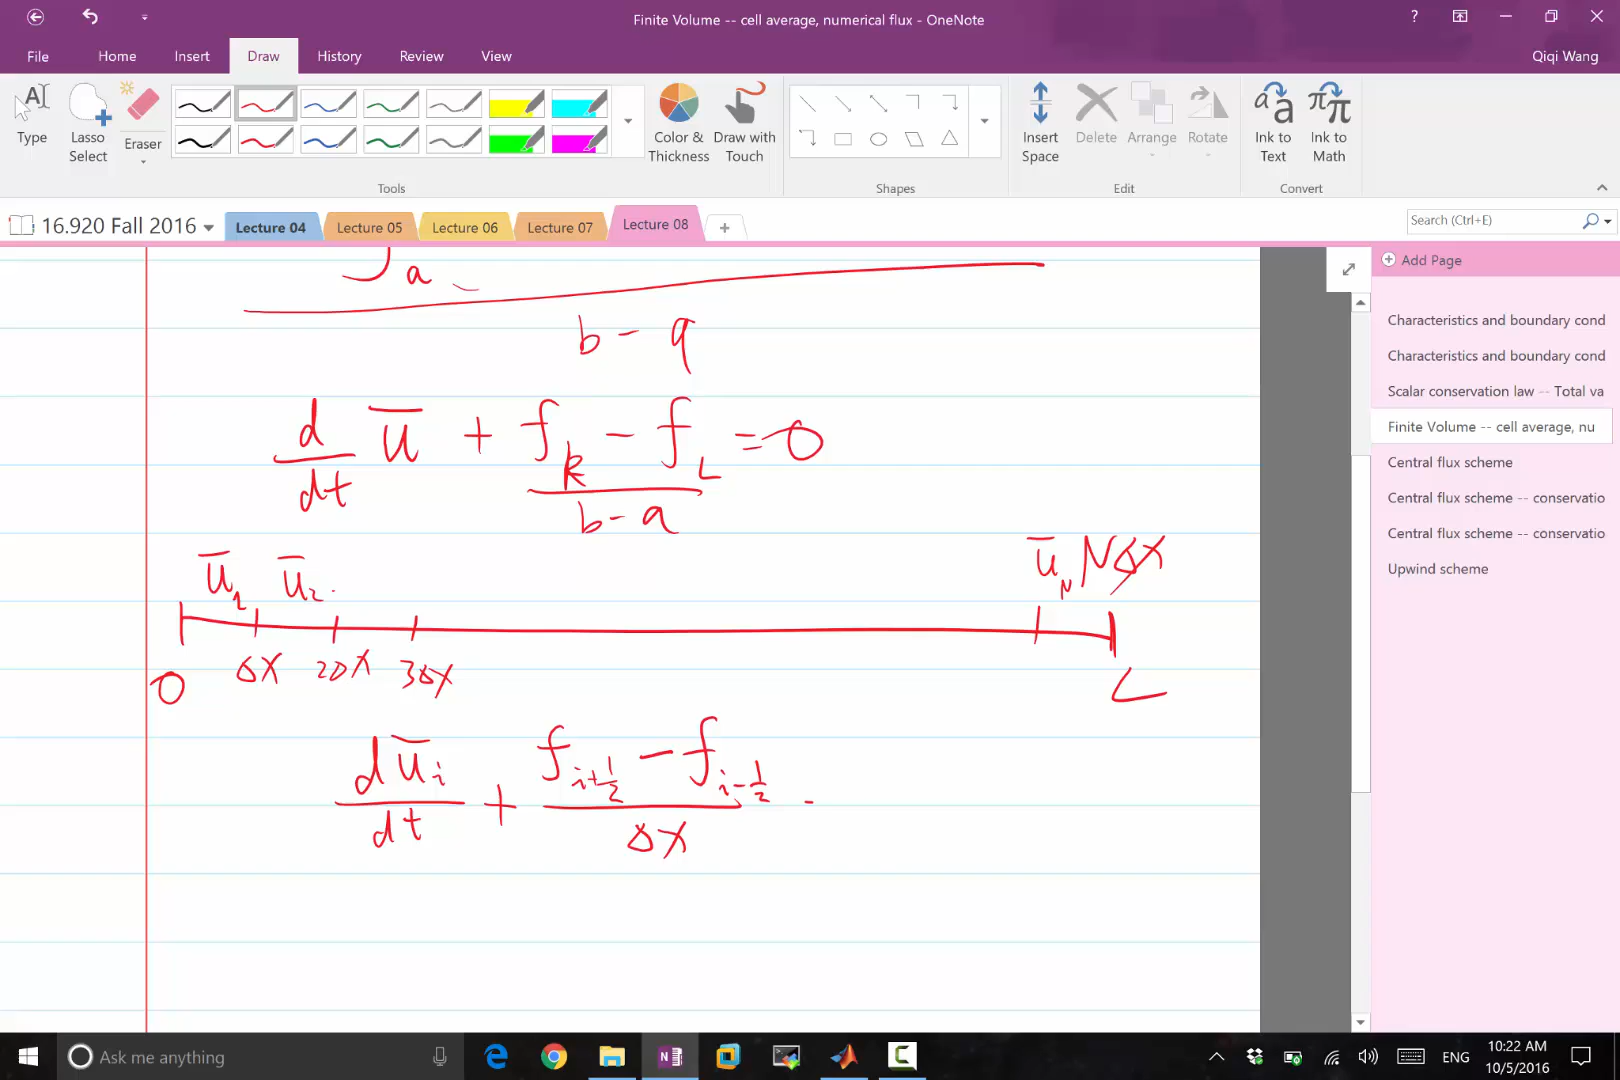 Finite Volume -- cell average, numerical flux - OneNote
?
File Home Insert Draw History Review View
Qiqi Wang
Type
Lasso Select
Eraser
Color & Thickness
Draw with Touch
Insert Space
Delete
Arrange
Rotate
Ink to Text
Ink to Math
Tools
Shapes
Edit
Convert
16.920 Fall 2016
Lecture 04
Lecture 05
Lecture 06
Lecture 07
Lecture 08
Search (Ctrl+E)
Add Page
Characteristics and boundary cond
Characteristics and boundary cond
Scalar conservation law -- Total va
Finite Volume -- cell average, nu
Central flux scheme
Central flux scheme -- conservatio
Central flux scheme -- conservatio
Upwind scheme
∫ a
b - a
d/dt ū + (f_R - f_L)/(b - a) = 0
ū₁ ū₂ ū_N NΔx
0 Δx 2Δx 3Δx L
dū_i/dt + (f_{i+1/2} - f_{i-1/2})/Δx -
Ask me anything
ENG
10:22 AM
10/5/2016